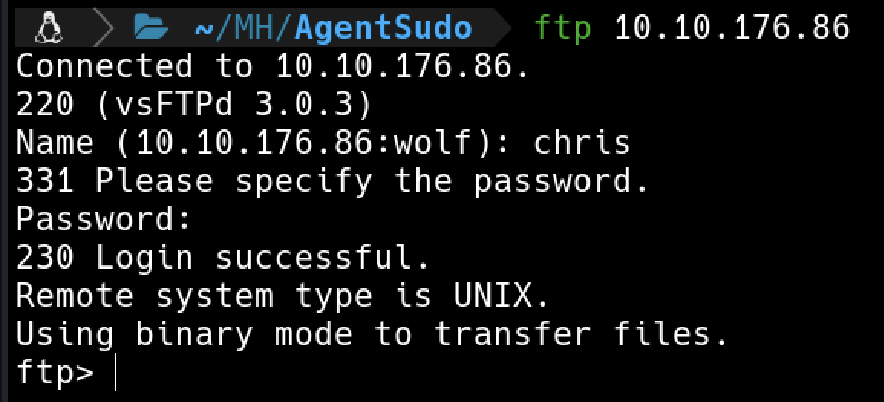 ~/MH/AgentSudo ftp 10.10.176.86
Connected to 10.10.176.86.
220 (vsFTPd 3.0.3)
Name (10.10.176.86:wolf): chris
331 Please specify the password.
Password:
230 Login successful.
Remote system type is UNIX.
Using binary mode to transfer files.
ftp>